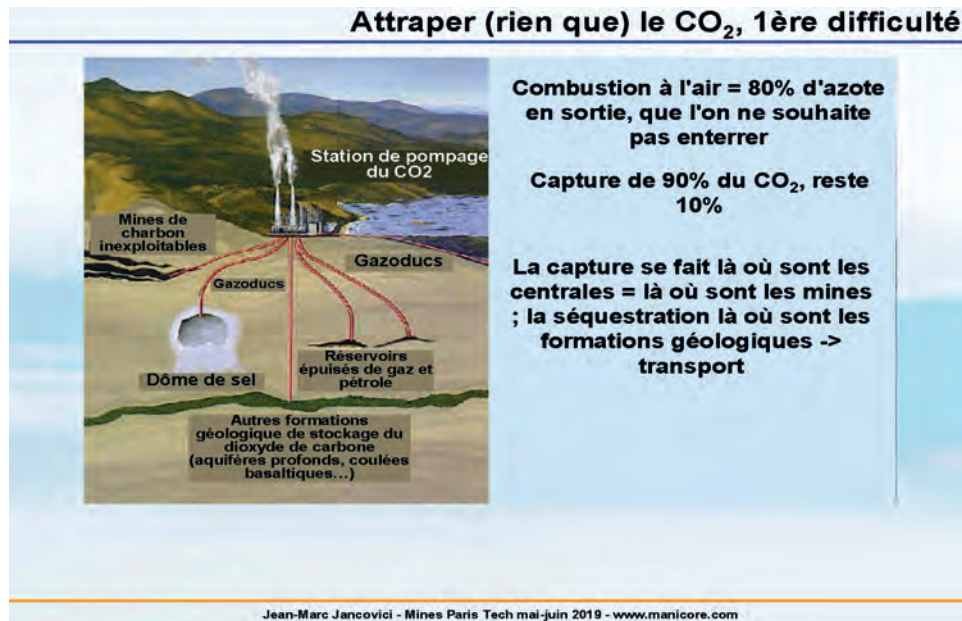 Attraper (rien que) le CO₂, 1ère difficulté
Station de pompage
du CO2
Mines de
charbon
inexploitables
Gazoducs
Gazoducs
Dôme de sel
Réservoirs
épuisés de gaz et
pétrole
Autres formations
géologique de stockage du
dioxyde de carbone
(aquifères profonds, coulées
basaltiques...)
Combustion à l'air = 80% d'azote
en sortie, que l'on ne souhaite
pas enterrer
Capture de 90% du CO₂, reste
10%
La capture se fait là où sont les
centrales = là où sont les mines
; la séquestration là où sont les
formations géologiques ->
transport
Jean-Marc Jancovici - Mines Paris Tech mai-juin 2019 - www.manicore.com